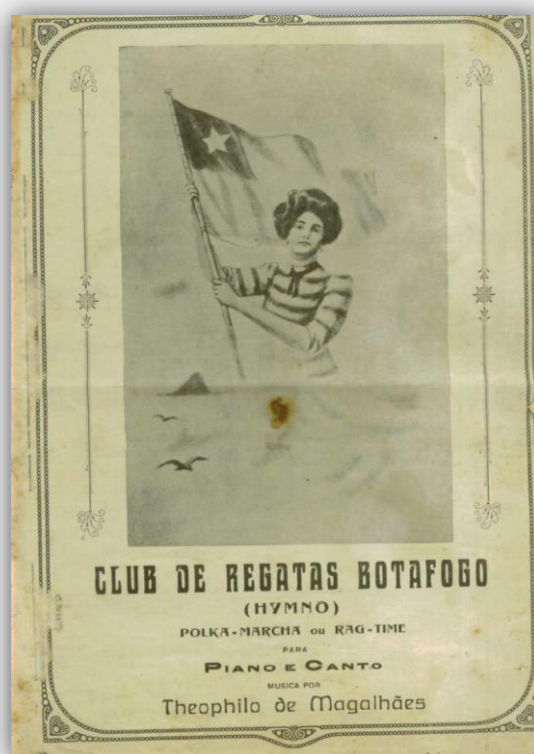 CLUB DE REGATAS BOTAFOGO
(HYMNO)
POLKA-MARCHA ou RAG-TIME
PARA
PIANO E CANTO
MUSICA POR
Theophilo de Magalhães